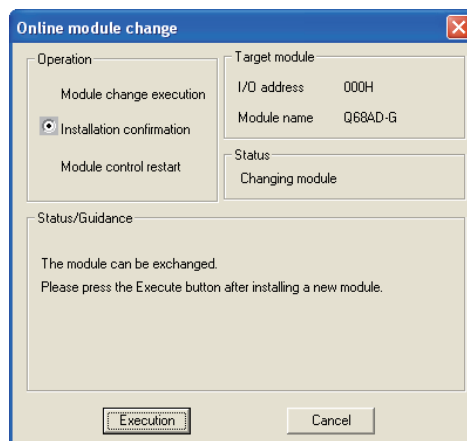 Online module change
Operation
Module change execution
Installation confirmation
Module control restart
Target module
I/O address 000H
Module name Q68AD-G
Status
Changing module
Status/Guidance
The module can be exchanged.
Please press the Execute button after installing a new module.
Execution
Cancel